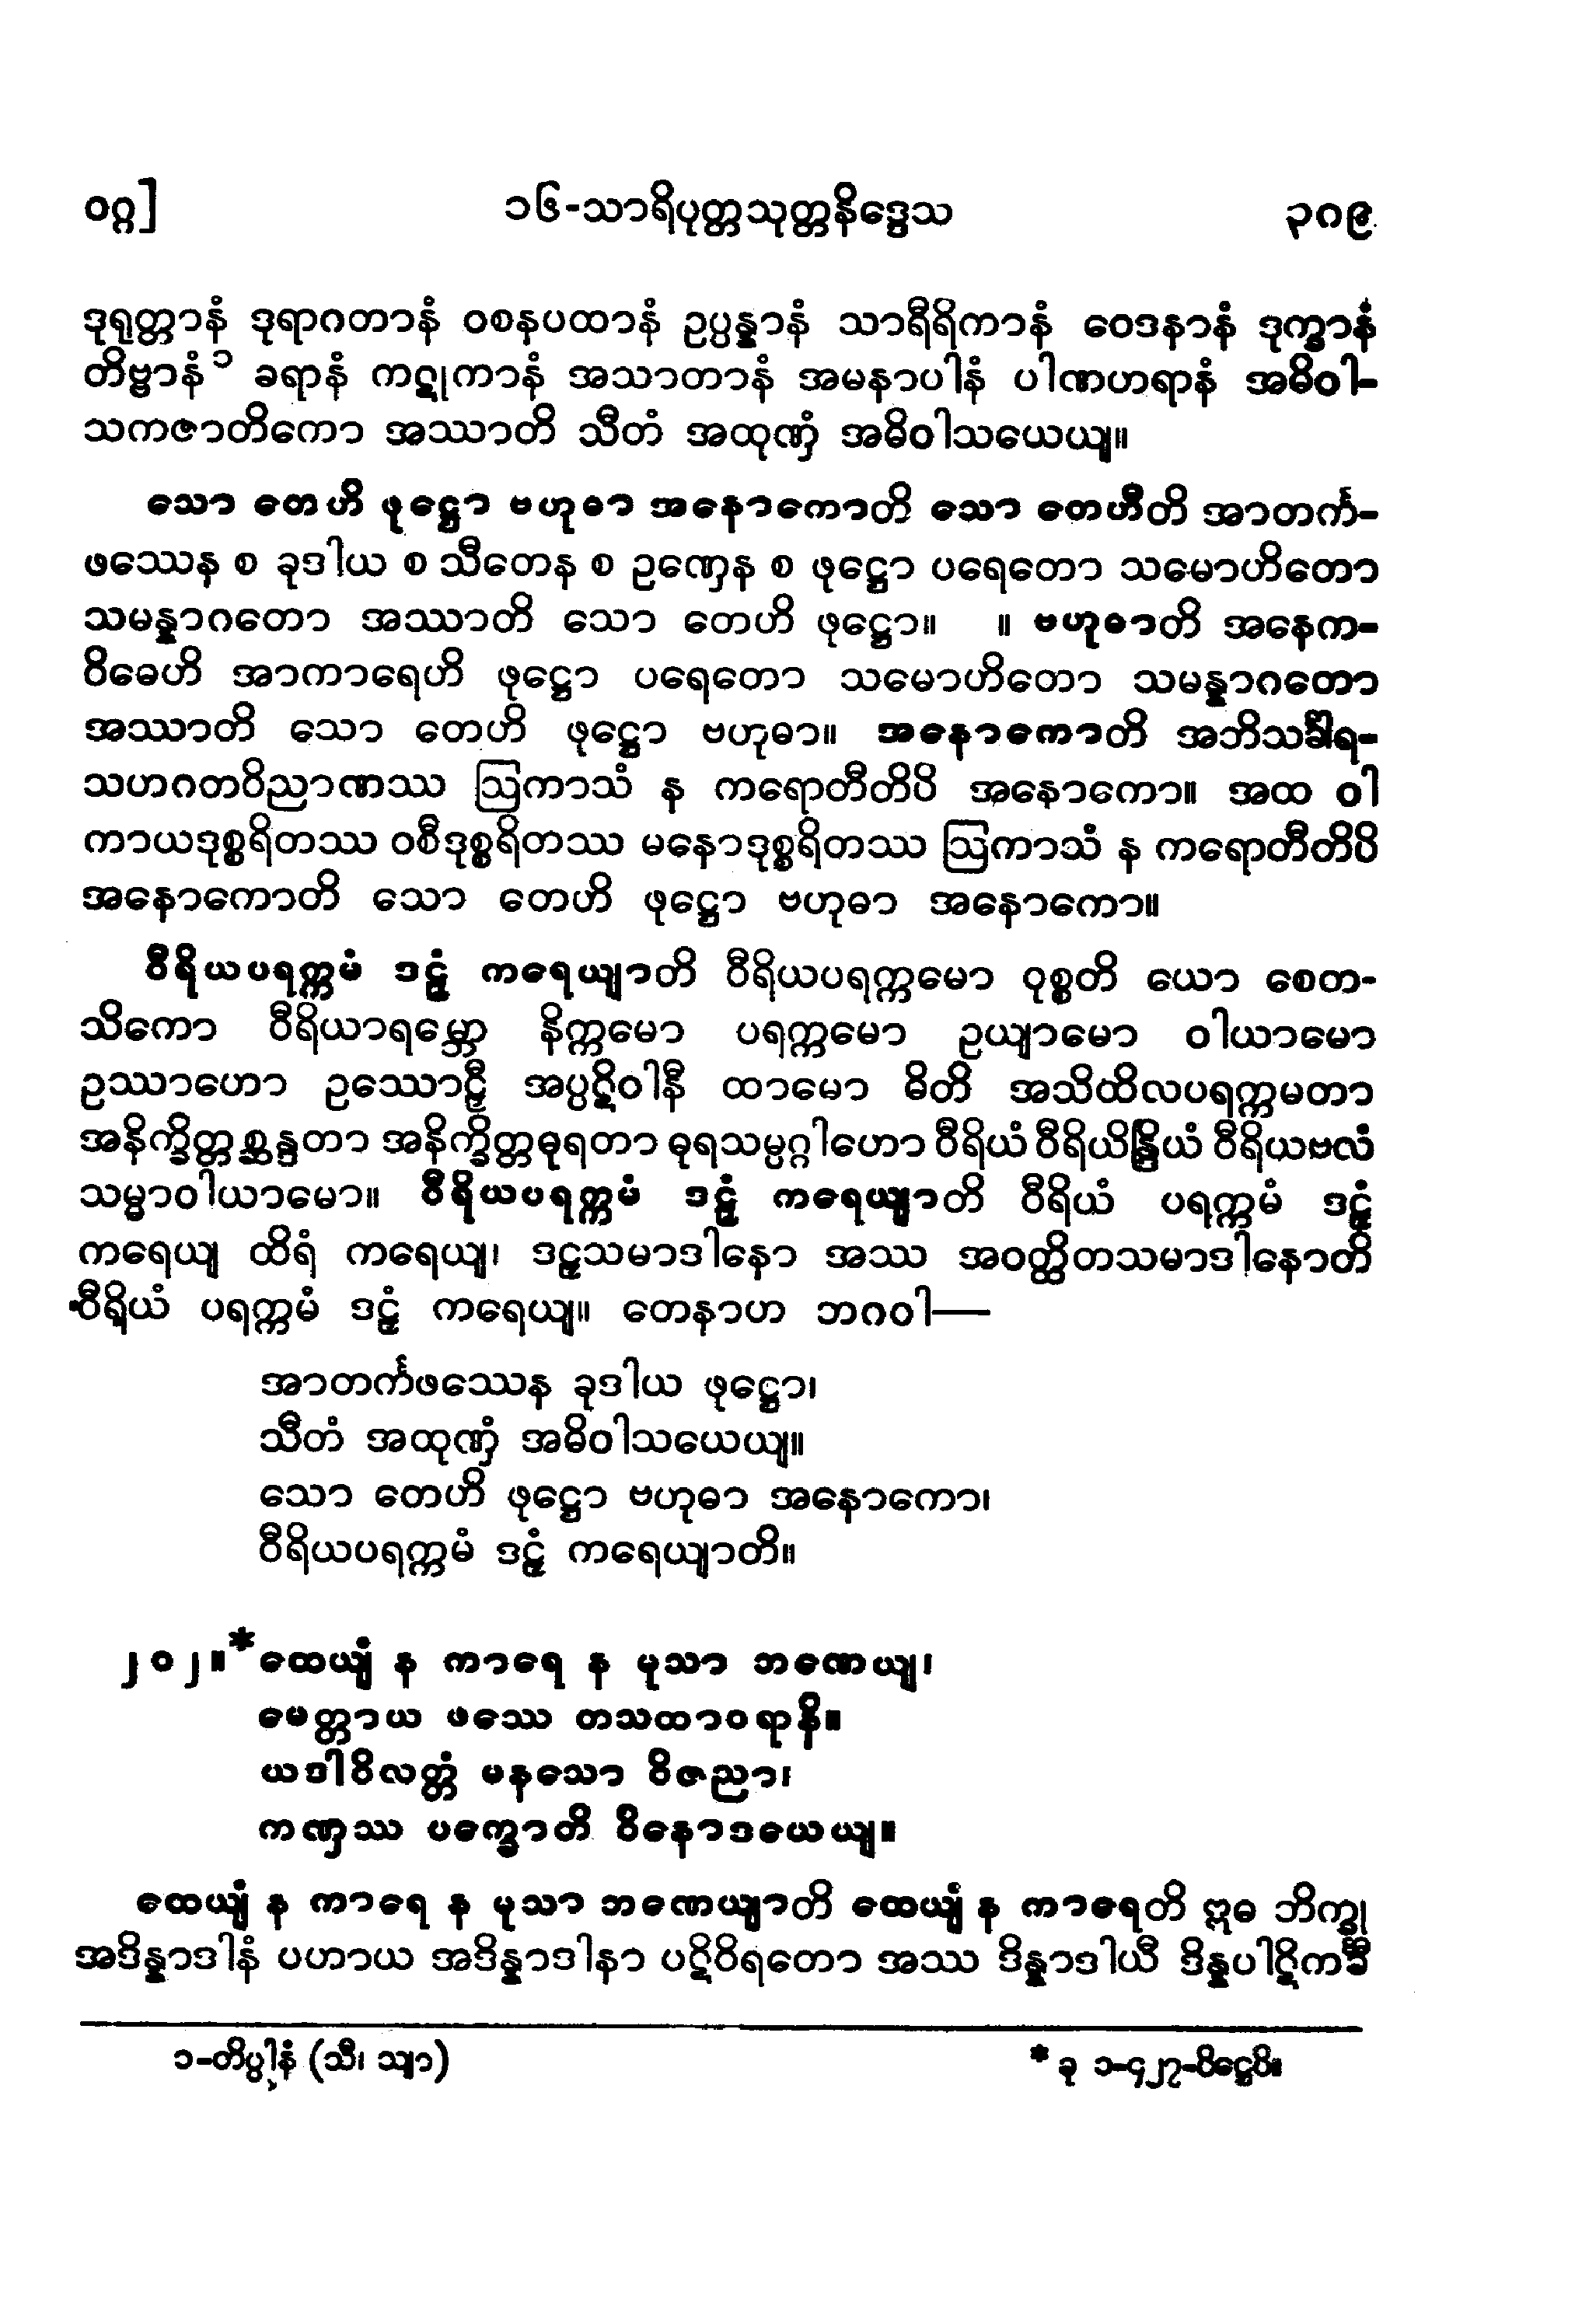 ဝဂ္ဂ] ၁၆-သာရိပုတ္တသုတ္တနိဒ္ဒေသ ၃၈၉
ဒုရုတ္တာနံ ဒုရာဂတာနံ ဝစနပထာနံ ဥပ္ပန္နာနံ သာရီရိကာနံ ဝေဒနာနံ ဒုက္ခာနံ
တိဗ္ဗာနံ၁ ခရာနံ ကဋုကာနံ အသာတာနံ အမနာပါနံ ပါဏဟရာနံ အဓိဝါ-
သကဇာတိကော အဿာတိ သီတံ အထုဏှံ အဓိဝါသယေယျ။
သော တေဟိ ဖုဋ္ဌော ဗဟုဓာ အနောကောတိ သော တေဟီတိ အာတင်္က-
ဖဿေန စ ခုဒါယ စ သီတေန စ ဥဏှေန စ ဖုဋ္ဌော ပရေတော သမောဟိတော
သမန္နာဂတော အဿာတိ သော တေဟိ ဖုဋ္ဌော။ ။ ဗဟုဓာတိ အနေက-
ဝိဓေဟိ အာကာရေဟိ ဖုဋ္ဌော ပရေတော သမောဟိတော သမန္နာဂတော
အဿာတိ သော တေဟိ ဖုဋ္ဌော ဗဟုဓာ။ အနောကောတိ အဘိသင်္ခါရ-
သဟဂတဝိညာဏဿ ဩကာသံ န ကရောတီတိပိ အနောကော။ အထ ဝါ
ကာယဒုစ္စရိတဿ ဝစီဒုစ္စရိတဿ မနောဒုစ္စရိတဿ ဩကာသံ န ကရောတီတိပိ
အနောကောတိ သော တေဟိ ဖုဋ္ဌော ဗဟုဓာ အနောကော။
ဝီရိယပရက္ကမံ ဒဠှံ ကရေယျာတိ ဝီရိယပရက္ကမော ဝုစ္စတိ ယော စေတ-
သိကော ဝီရိယာရမ္ဘော နိက္ကမော ပရက္ကမော ဥယျာမော ဝါယာမော
ဥဿာဟော ဥဿောဠှီ အပ္ပဋိဝါနီ ထာမော ဓိတိ အသိထိလပရက္ကမတာ
အနိက္ခိတ္တစ္ဆန္ဒတာ အနိက္ခိတ္တဓုရတာ ဓုရသမ္ပဂ္ဂါဟော ဝီရိယံ ဝီရိယိန္ဒြိယံ ဝီရိယဗလံ
သမ္မာဝါယာမော။ ဝီရိယပရက္ကမံ ဒဠှံ ကရေယျာတိ ဝီရိယံ ပရက္ကမံ ဒဠှံ
ကရေယျ ထိရံ ကရေယျ၊ ဒဠှသမာဒါနော အဿ အဝတ္ထိတသမာဒါနောတိ
ဝီရိယံ ပရက္ကမံ ဒဠှံ ကရေယျ။ တေနာဟ ဘဂဝါ—
အာတင်္ကဖဿေန ခုဒါယ ဖုဋ္ဌော၊
သီတံ အထုဏှံ အဓိဝါသယေယျ။
သော တေဟိ ဖုဋ္ဌော ဗဟုဓာ အနောကော၊
ဝီရိယပရက္ကမံ ဒဠှံ ကရေယျာတိ။
၂၀၂။*ထေယျံ န ကာရေ န မုသာ ဘဏေယျ၊
မေတ္တာယ ဖဿေ တသထာဝရာနိ။
ယဒါဝိလတ္တံ မနသော ဝိဇညာ၊
ကဏှဿ ပက္ခောတိ ဝိနောဒယေယျ။
ထေယျံ န ကာရေ န မုသာ ဘဏေယျာတိ ထေယျံ န ကာရေတိ ဣဓ ဘိက္ခု
အဒိန္နာဒါနံ ပဟာယ အဒိန္နာဒါနာ ပဋိဝိရတော အဿ ဒိန္နာဒါယီ ဒိန္နပါဋိကင်္ခီ
၁-တိပ္ပါနံ (သီ၊ သျာ) * ခု ၁-၄၂၇-ပိဋ္ဌေပိ။